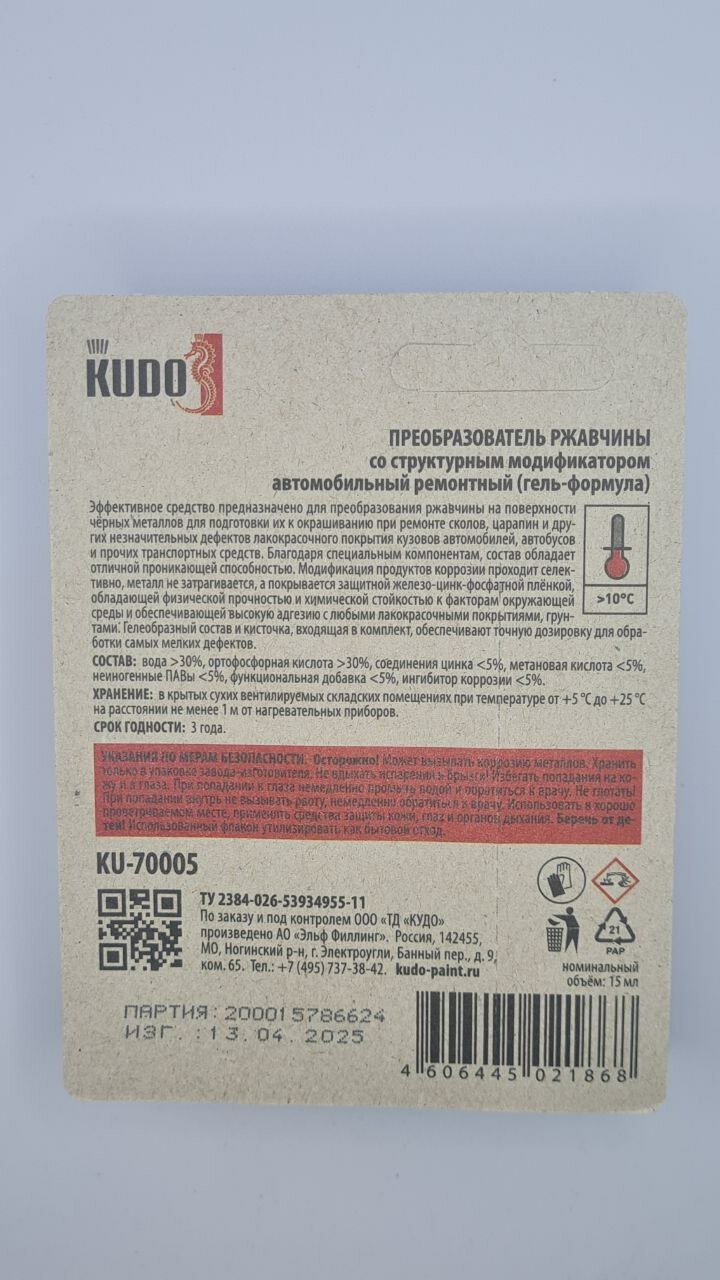 KUDO
ПРЕОБРАЗОВАТЕЛЬ РЖАВЧИНЫ
со структурным модификатором
автомобильный ремонтный (гель-формула)
Эффективное средство предназначено для преобразования ржавчины на поверхности
чёрных металлов для подготовки их к окрашиванию при ремонте сколов, царапин и дру-
гих незначительных дефектов лакокрасочного покрытия кузовов автомобилей, автобусов
и прочих транспортных средств. Благодаря специальным компонентам, состав обладает
отличной проникающей способностью. Модификация продуктов коррозии проходит селек-
тивно, металл не затрагивается, а покрывается защитной железо-цинк-фосфатной плёнкой,
обладающей физической прочностью и химической стойкостью к факторам окружающей
среды и обеспечивающей высокую адгезию с любыми лакокрасочными покрытиями, грун-
тами. Гелеобразный состав и кисточка, входящая в комплект, обеспечивают точную дозировку для обра-
ботки самых мелких дефектов.
>10°C
СОСТАВ: вода >30%, ортофосфорная кислота >30%, соединения цинка <5%, метановая кислота <5%,
неионогенные ПАВы <5%, функциональная добавка <5%, ингибитор коррозии <5%.
ХРАНЕНИЕ: в крытых сухих вентилируемых складских помещениях при температуре от +5 °C до +25 °C
на расстоянии не менее 1 м от нагревательных приборов.
СРОК ГОДНОСТИ: 3 года.
УКАЗАНИЯ ПО МЕРАМ БЕЗОПАСНОСТИ. Осторожно! Может вызывать коррозию металлов. Хранить
только в упаковке завода-изготовителя. Не вдыхать испарения и брызги! Избегать попадания на ко-
жу и в глаза. При попадании в глаза немедленно промыть водой и обратиться к врачу. Не глотать!
При попадании внутрь не вызывать рвоту, немедленно обратиться к врачу. Использовать в хорошо
проветриваемом месте, применять средства защиты кожи, глаз и органов дыхания. Беречь от де-
тей! Использованный флакон утилизировать как бытовой отход.
KU-70005
ТУ 2384-026-53934955-11
По заказу и под контролем ООО «ТД «КУДО»
произведено АО «Эльф Филлинг». Россия, 142455,
МО, Ногинский р-н, г. Электроугли, Банный пер., д. 9,
ком. 65. Тел.: +7 (495) 737-38-42. kudo-paint.ru
21
PAP
номинальный
объём: 15 мл
ПАРТИЯ: 200015786624
ИЗГ. :13.04.2025
4 606445 021868